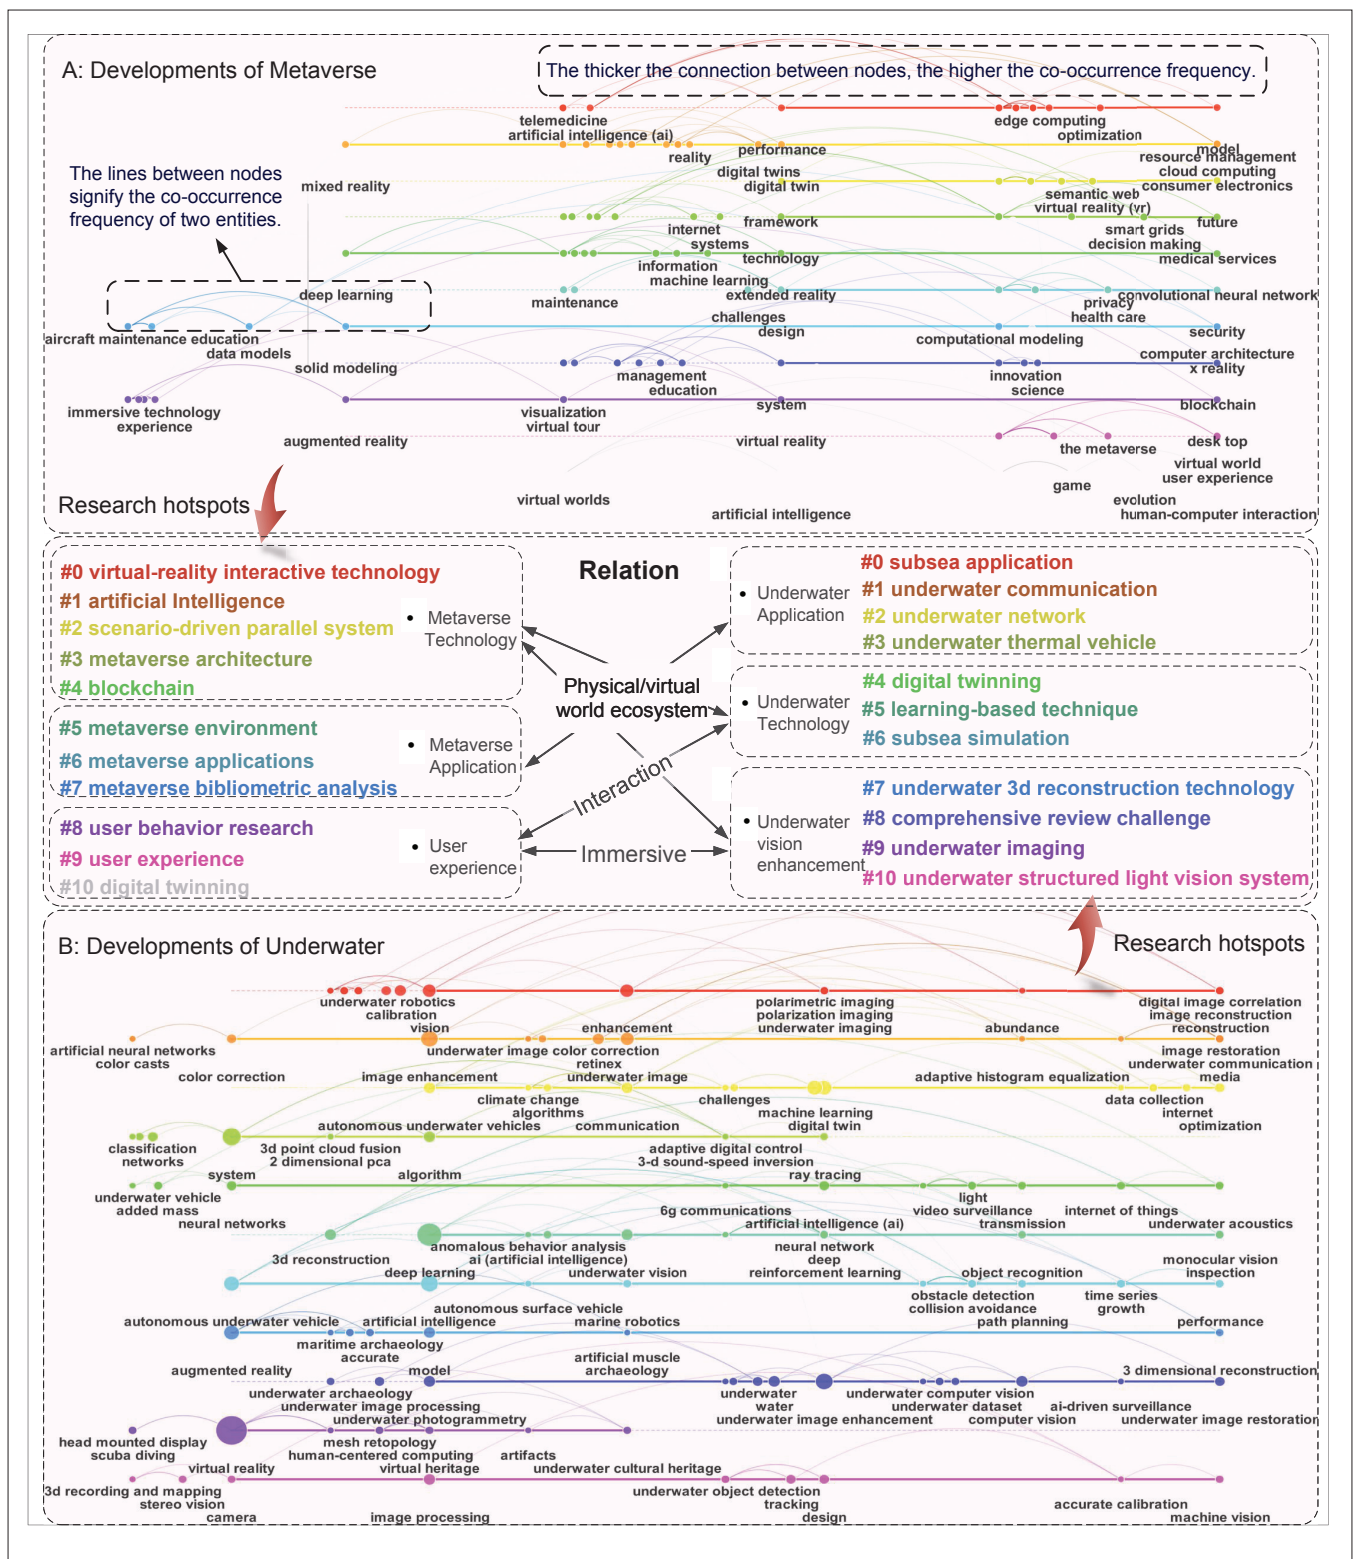 A: Developments of Metaverse
The thicker the connection between nodes, the higher the co-occurrence frequency.
telemedicine
edge computing
artificial intelligence (ai)
optimization
reality
performance
model
resource management
The lines between nodes
signify the co-occurrence
frequency of two entities.
digital twins
cloud computing
mixed reality
digital twin
consumer electronics
semantic web
virtual reality (vr)
framework
future
internet
smart grids
systems
decision making
technology
medical services
information
machine learning
deep learning
extended reality
convolutional neural network
maintenance
privacy
challenges
health care
design
security
aircraft maintenance education
computational modeling
data models
computer architecture
solid modeling
x reality
management
innovation
education
science
system
blockchain
immersive technology
visualization
experience
virtual tour
augmented reality
virtual reality
desk top
the metaverse
virtual world
user experience
game
Research hotspots
virtual worlds
evolution
artificial intelligence
human-computer interaction
#0 virtual-reality interactive technology
#1 artificial Intelligence
#2 scenario-driven parallel system
#3 metaverse architecture
#4 blockchain
• Metaverse
Technology
#5 metaverse environment
#6 metaverse applications
#7 metaverse bibliometric analysis
• Metaverse
Application
#8 user behavior research
#9 user experience
#10 digital twinning
• User
experience
Relation
Physical/virtual
world ecosystem
Interaction
Immersive
• Underwater
Application
#0 subsea application
#1 underwater communication
#2 underwater network
#3 underwater thermal vehicle
• Underwater
Technology
#4 digital twinning
#5 learning-based technique
#6 subsea simulation
• Underwater
vision
enhancement
#7 underwater 3d reconstruction technology
#8 comprehensive review challenge
#9 underwater imaging
#10 underwater structured light vision system
B: Developments of Underwater
Research hotspots
underwater robotics
polarimetric imaging
digital image correlation
calibration
polarization imaging
image reconstruction
vision
enhancement
underwater imaging
abundance
reconstruction
artificial neural networks
underwater image color correction
image restoration
color casts
retinex
underwater communication
color correction
image enhancement
underwater image
adaptive histogram equalization
media
climate change
challenges
data collection
algorithms
machine learning
internet
autonomous underwater vehicles
communication
digital twin
optimization
classification
3d point cloud fusion
adaptive digital control
networks
2 dimensional pca
3-d sound-speed inversion
system
algorithm
ray tracing
underwater vehicle
light
added mass
6g communications
video surveillance
internet of things
neural networks
artificial intelligence (ai)
transmission
underwater acoustics
anomalous behavior analysis
neural network
3d reconstruction
ai (artificial intelligence)
deep
monocular vision
deep learning
underwater vision
reinforcement learning
object recognition
inspection
obstacle detection
time series
autonomous surface vehicle
collision avoidance
growth
autonomous underwater vehicle
artificial intelligence
marine robotics
path planning
performance
maritime archaeology
accurate
artificial muscle
augmented reality
model
archaeology
3 dimensional reconstruction
underwater archaeology
underwater
underwater computer vision
underwater image processing
water
underwater dataset
ai-driven surveillance
underwater photogrammetry
underwater image enhancement
computer vision
underwater image restoration
head mounted display
mesh retopology
scuba diving
human-centered computing
artifacts
virtual reality
virtual heritage
underwater cultural heritage
3d recording and mapping
underwater object detection
stereo vision
tracking
accurate calibration
camera
image processing
design
machine vision